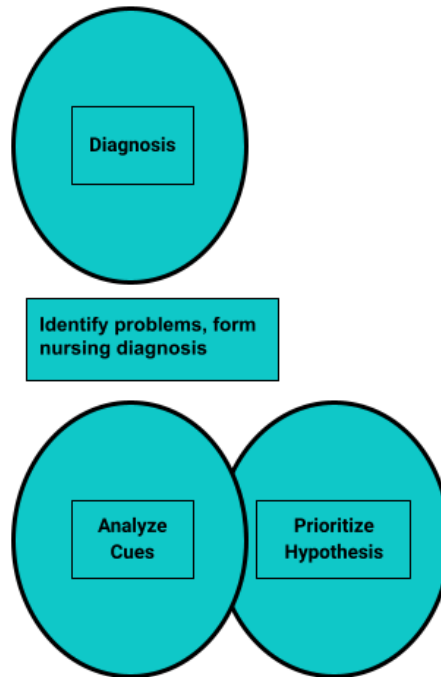 Diagnosis
Identify problems, form
nursing diagnosis
Analyze
Cues
Prioritize
Hypothesis